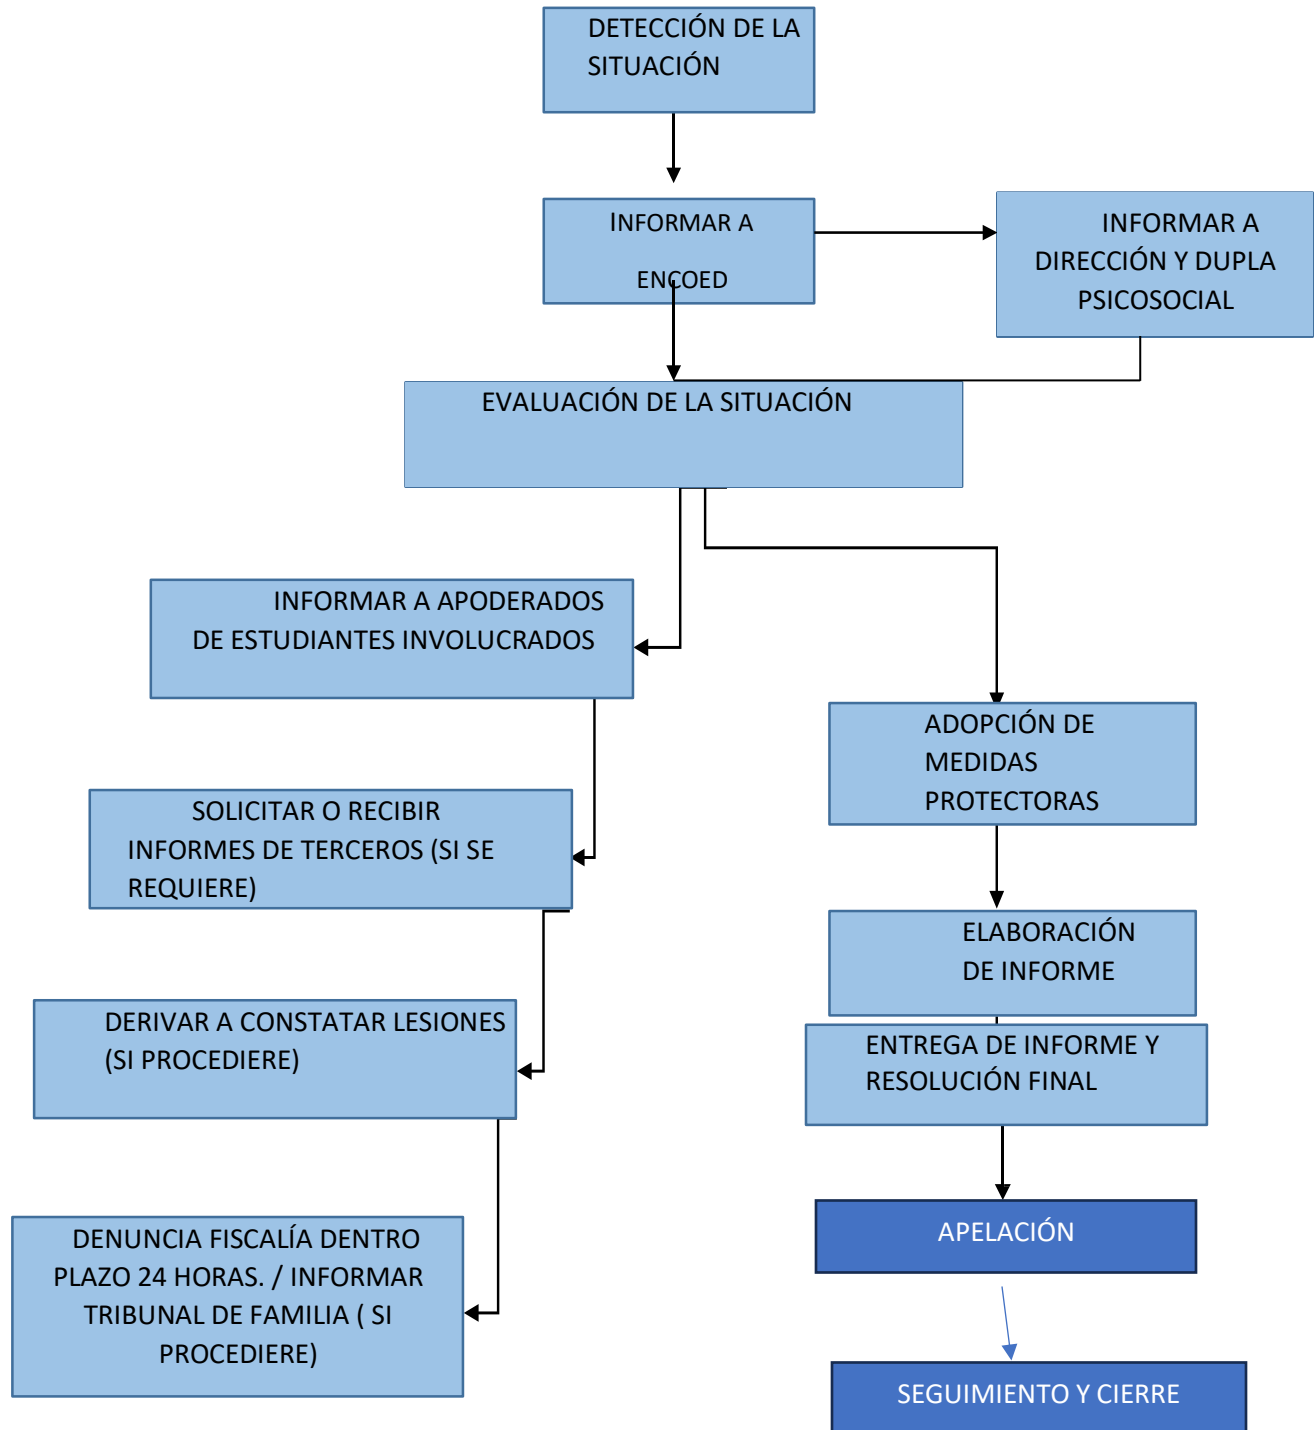 DETECCIÓN DE LA
SITUACIÓN
INFORMAR A
ENCOED
INFORMAR A
DIRECCIÓN Y DUPLA
PSICOSOCIAL
EVALUACIÓN DE LA SITUACIÓN
INFORMAR A APODERADOS
DE ESTUDIANTES INVOLUCRADOS
SOLICITAR O RECIBIR
INFORMES DE TERCEROS (SI SE
REQUIERE)
DERIVAR A CONSTATAR LESIONES
(SI PROCEDIERE)
DENUNCIA FISCALÍA DENTRO
PLAZO 24 HORAS. / INFORMAR
TRIBUNAL DE FAMILIA ( SI
PROCEDIERE)
ADOPCIÓN DE
MEDIDAS
PROTECTORAS
ELABORACIÓN
DE INFORME
ENTREGA DE INFORME Y
RESOLUCIÓN FINAL
APELACIÓN
SEGUIMIENTO Y CIERRE